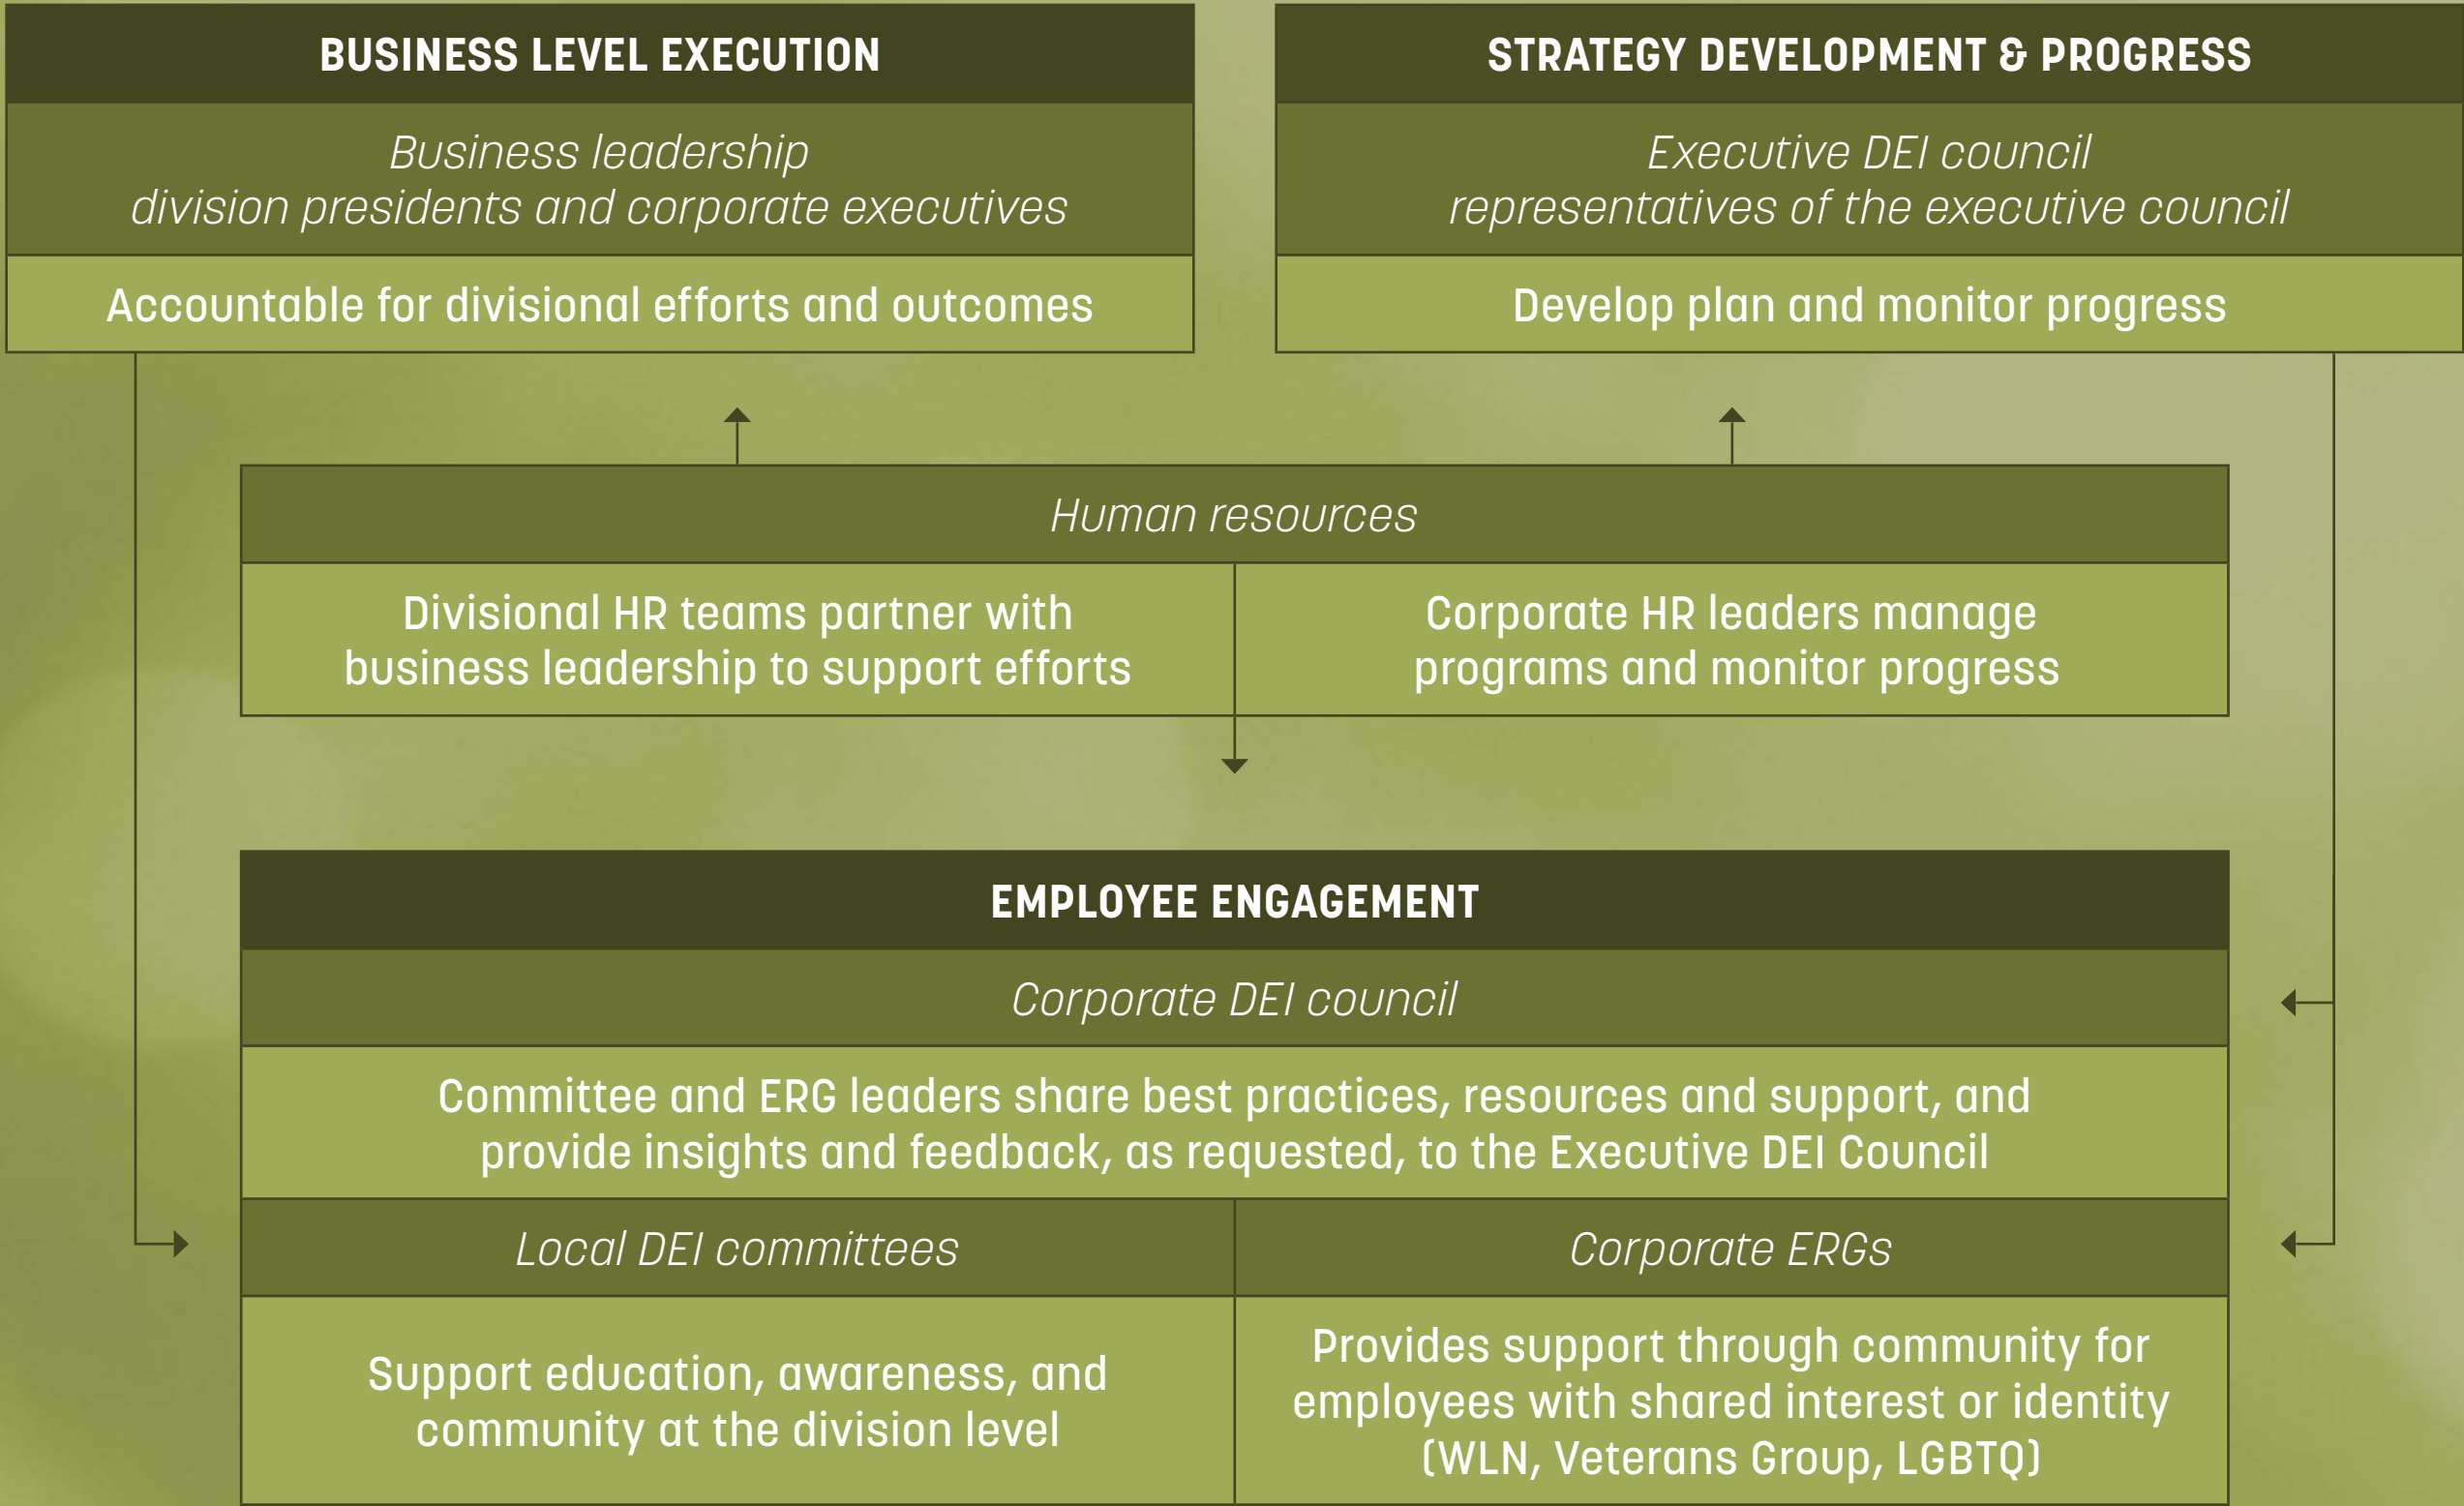 BUSINESS LEVEL EXECUTION
Business leadership
division presidents and corporate executives
Accountable for divisional efforts and outcomes
STRATEGY DEVELOPMENT & PROGRESS
Executive DEI council
representatives of the executive council
Develop plan and monitor progress
Human resources
Divisional HR teams partner with
business leadership to support efforts
Corporate HR leaders manage
programs and monitor progress
EMPLOYEE ENGAGEMENT
Corporate DEI council
Committee and ERG leaders share best practices, resources and support, and
provide insights and feedback, as requested, to the Executive DEI Council
Local DEI committees
Support education, awareness, and
community at the division level
Corporate ERGs
Provides support through community for
employees with shared interest or identity
(WLN, Veterans Group, LGBTQ)